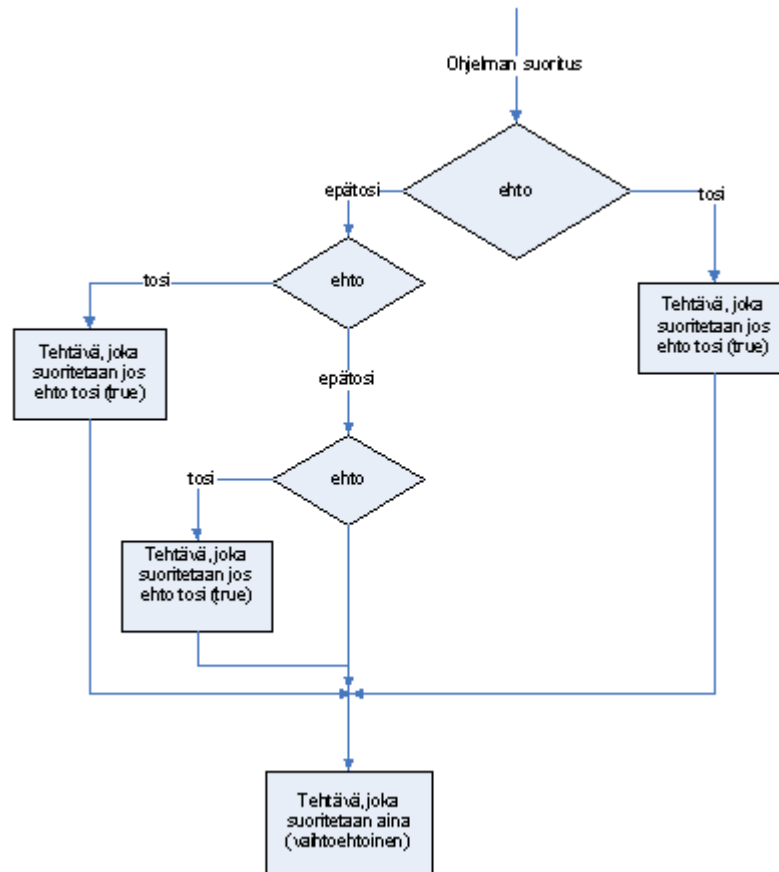 Ohjelman suoritus
ehto
epätosi
tosi
ehto
tosi
Tehtävä, joka
suoritetaan jos
ehto tosi (true)
Tehtävä, joka
suoritetaan jos
ehto tosi (true)
epätosi
ehto
tosi
Tehtävä, joka
suoritetaan jos
ehto tosi (true)
Tehtävä, joka
suoritetaan aina
(vaihtoehtoinen)